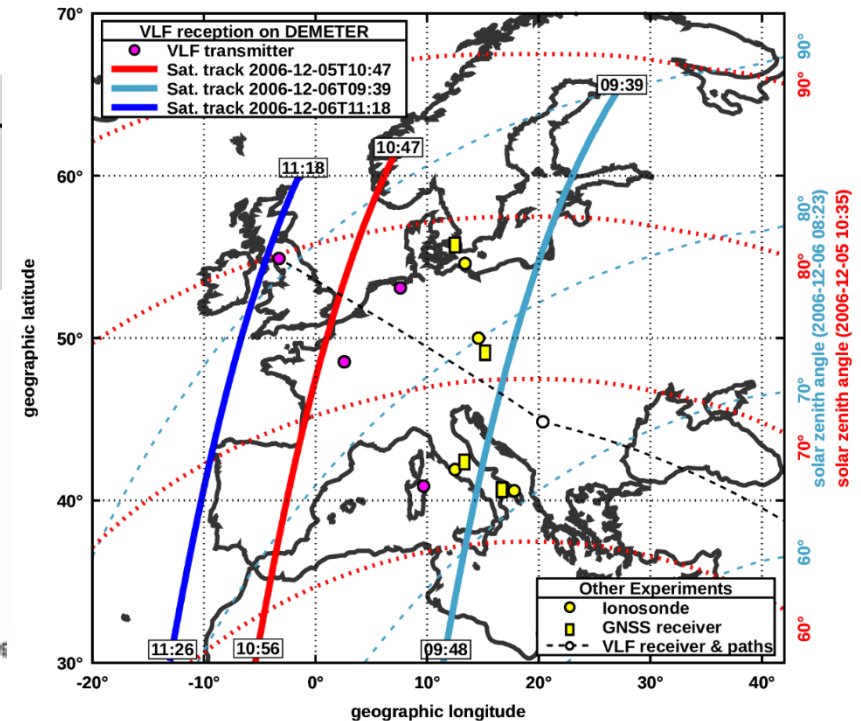 70°
60°
50°
40°
30°
-20°
-10°
0°
10°
20°
30°
40°
geographic latitude
geographic longitude
VLF reception on DEMETER
VLF transmitter
Sat. track 2006-12-05T10:47
Sat. track 2006-12-06T09:39
Sat. track 2006-12-06T11:18
11:18
10:47
09:39
11:26
10:56
09:48
Other Experiments
Ionosonde
GNSS receiver
VLF receiver & paths
90°
80°
70°
60°
solar zenith angle (2006-12-06 08:23)
90°
80°
70°
60°
solar zenith angle (2006-12-05 10:35)